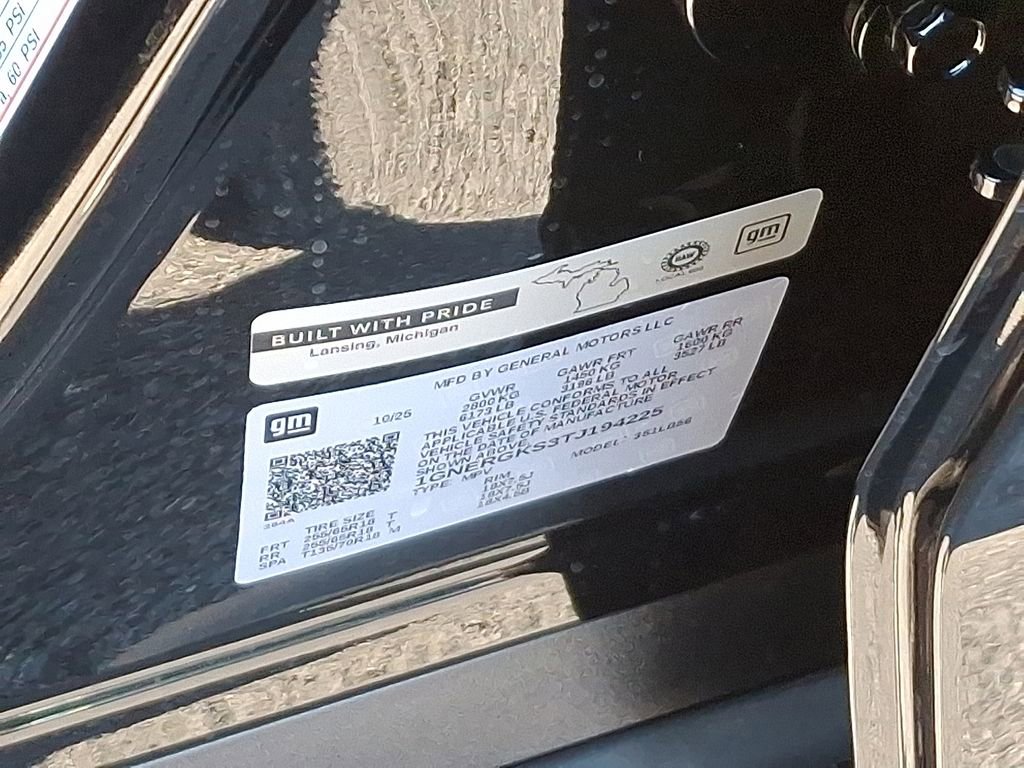 PSI
60 PSI
BUILT WITH PRIDE
Lansing, Michigan
UAW
LOCAL 602
gm
gm
10/25
MFD BY GENERAL MOTORS LLC
GVWR GAWR FRT GAWR RR
2800 KG 1450 KG 1600 KG
6173 LB 3196 LB 3527 LB
THIS VEHICLE CONFORMS TO ALL
APPLICABLE U.S. FEDERAL MOTOR
VEHICLE SAFETY STANDARDS IN EFFECT
ON THE DATE OF MANUFACTURE
SHOWN ABOVE.
1GNERGKS3TJ194225
TYPE: MPV MODEL: 3S1LB56
TIRE SIZE RIM
FRT 255/65R18 T 18X7.5J
RR 255/65R18 T 18X7.5J
SPA T135/70R18 M 18X4.5B